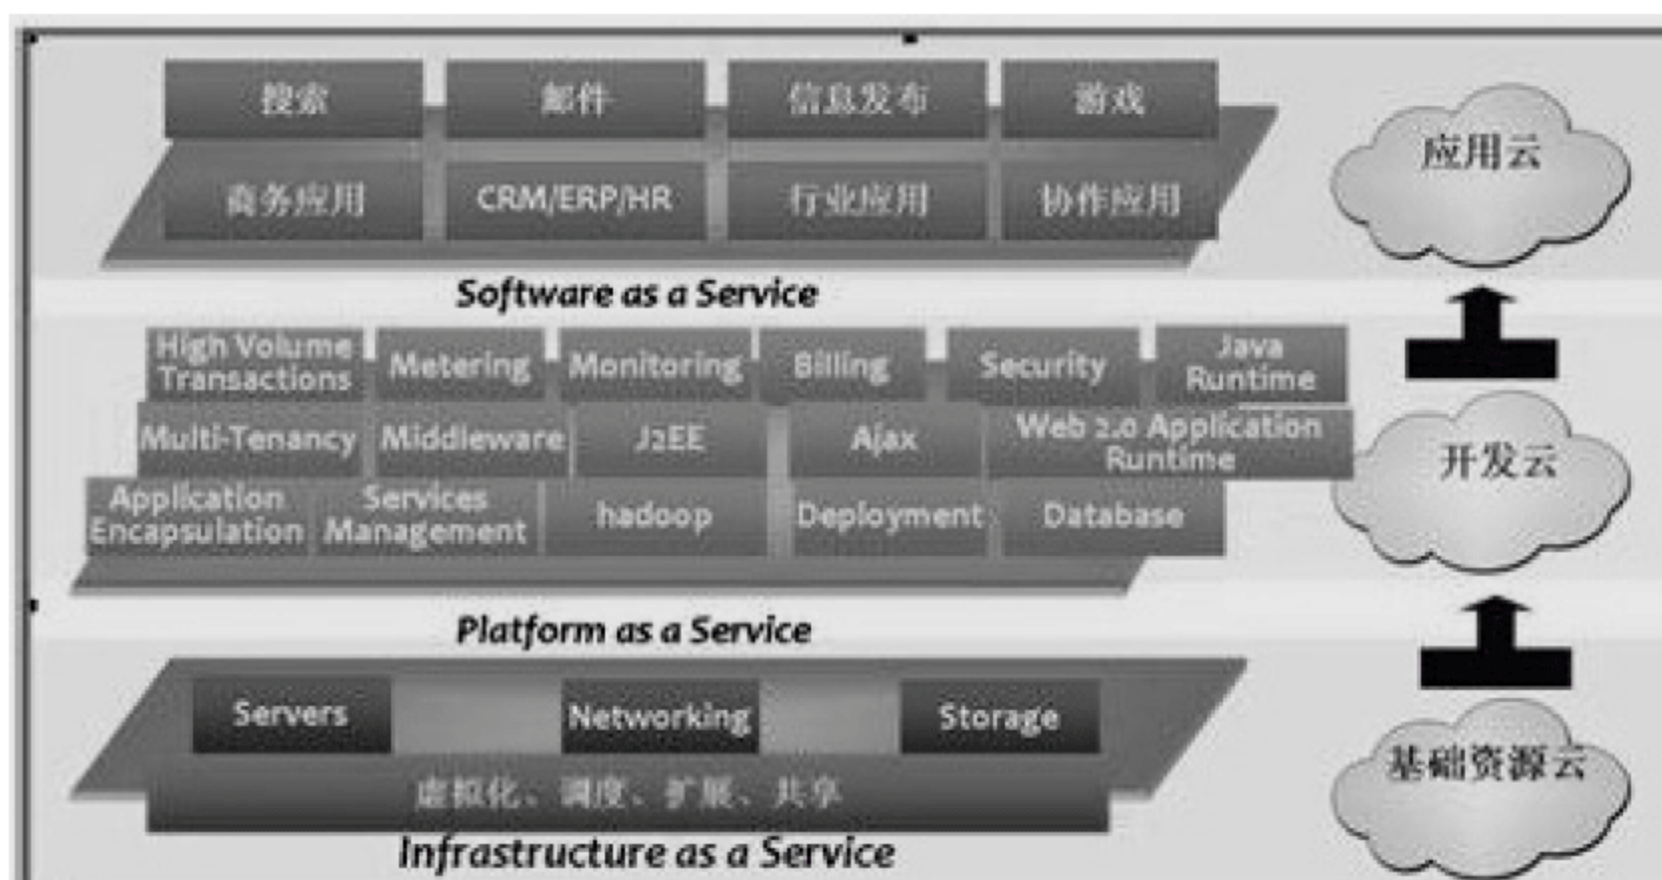 搜索
邮件
信息发布
游戏
应用云
商务应用
CRM/ERP/HR
行业应用
协作应用
Software as a Service
High Volume
Transactions
Metering
Monitoring
Billing
Security
Java
Runtime
Multi-Tenancy
Middleware
J2EE
Ajax
Web 2.0 Application
Runtime
开发云
Application
Encapsulation
Services
Management
hadoop
Deployment
Database
Platform as a Service
Servers
Networking
Storage
基础资源云
虚拟化、调度、扩展、共享
Infrastructure as a Service